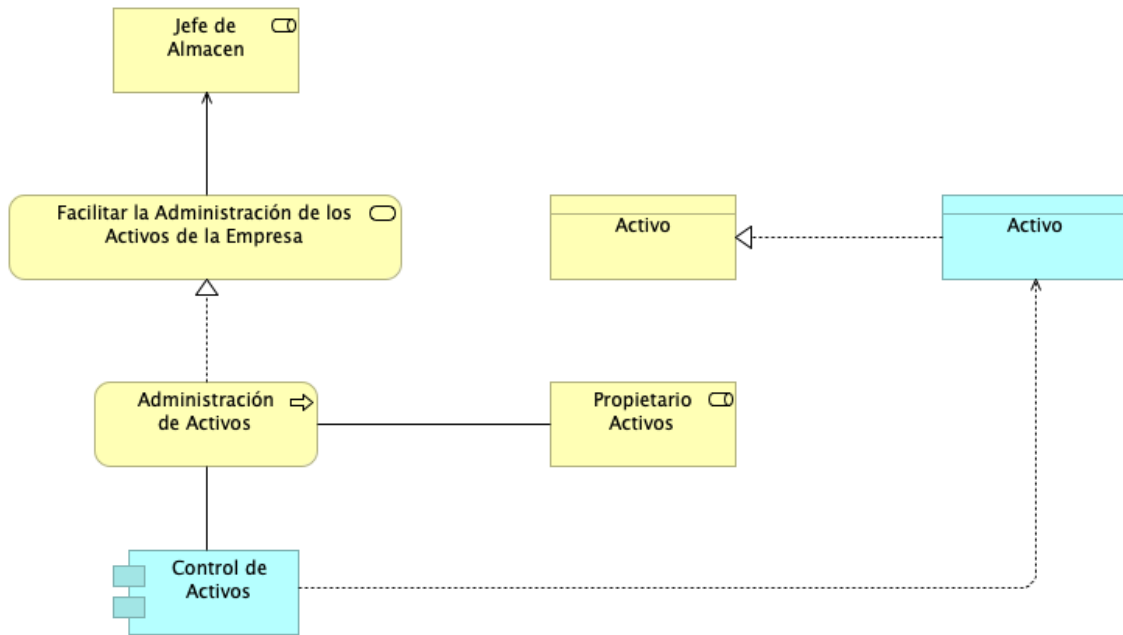 Jefe de
Almacen
Facilitar la Administración de los
Activos de la Empresa
Activo
Activo
Administración
de Activos
Propietario
Activos
Control de
Activos